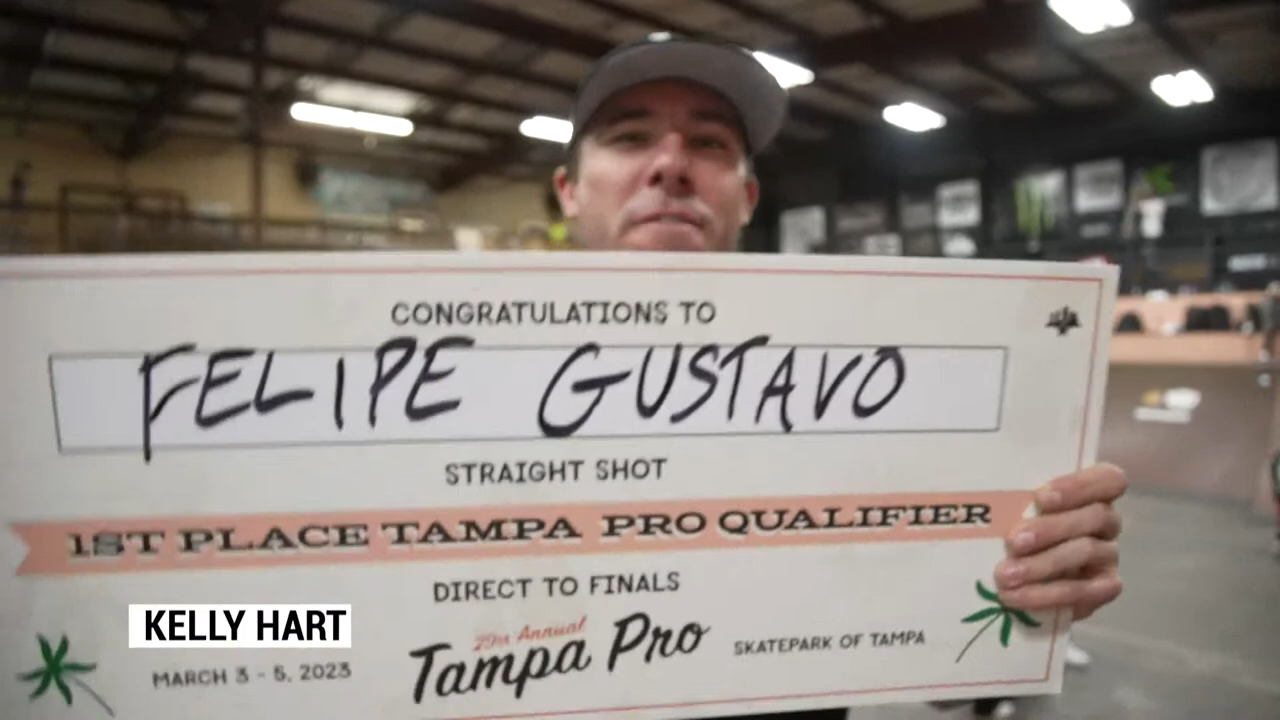 CONGRATULATIONS TO
FELIPE GUSTAVO
STRAIGHT SHOT
1ST PLACE TAMPA PRO QUALIFIER
DIRECT TO FINALS
KELLY HART
29th Annual
Tampa Pro
MARCH 3 - 5, 2023
SKATEPARK OF TAMPA